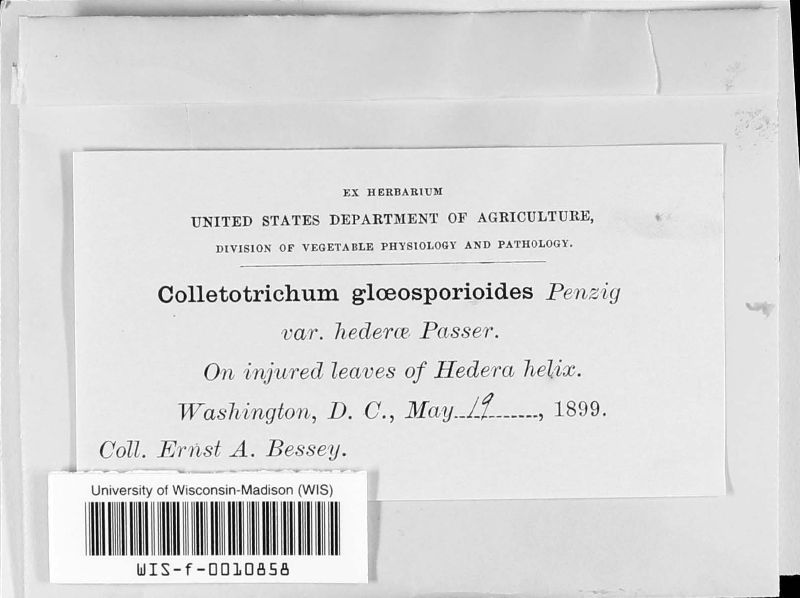 EX HERBARIUM
UNITED STATES DEPARTMENT OF AGRICULTURE,
DIVISION OF VEGETABLE PHYSIOLOGY AND PATHOLOGY.
Colletotrichum glœosporioides Penzig
var. hederæ Passer.
On injured leaves of Hedera helix.
Washington, D. C., May 19, 1899.
Coll. Ernst A. Bessey.
University of Wisconsin-Madison (WIS)
WIS-f-0010858